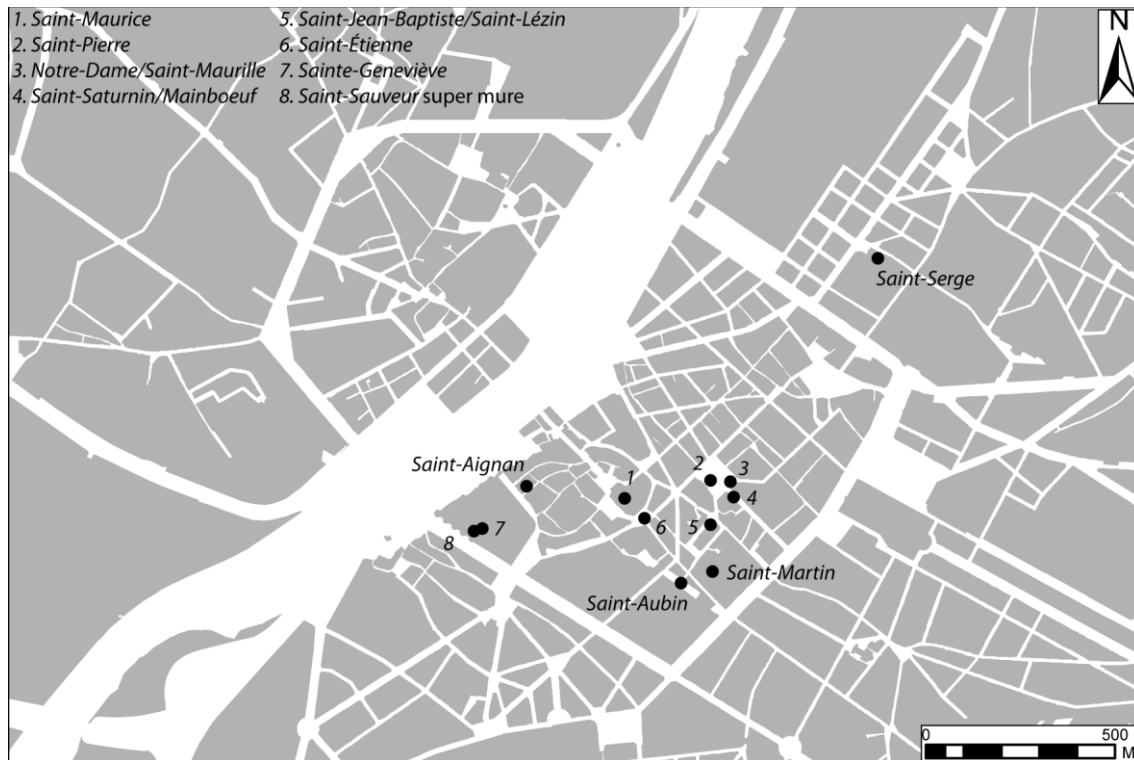 1. Saint-Maurice
2. Saint-Pierre
3. Notre-Dame/Saint-Maurille
4. Saint-Saturnin/Mainboeuf
5. Saint-Jean-Baptiste/Saint-Lézin
6. Saint-Étienne
7. Sainte-Geneviève
8. Saint-Sauveur super mure
N
Saint-Serge
Saint-Aignan
1
2
3
4
5
6
7
8
Saint-Martin
Saint-Aubin
0 500
M